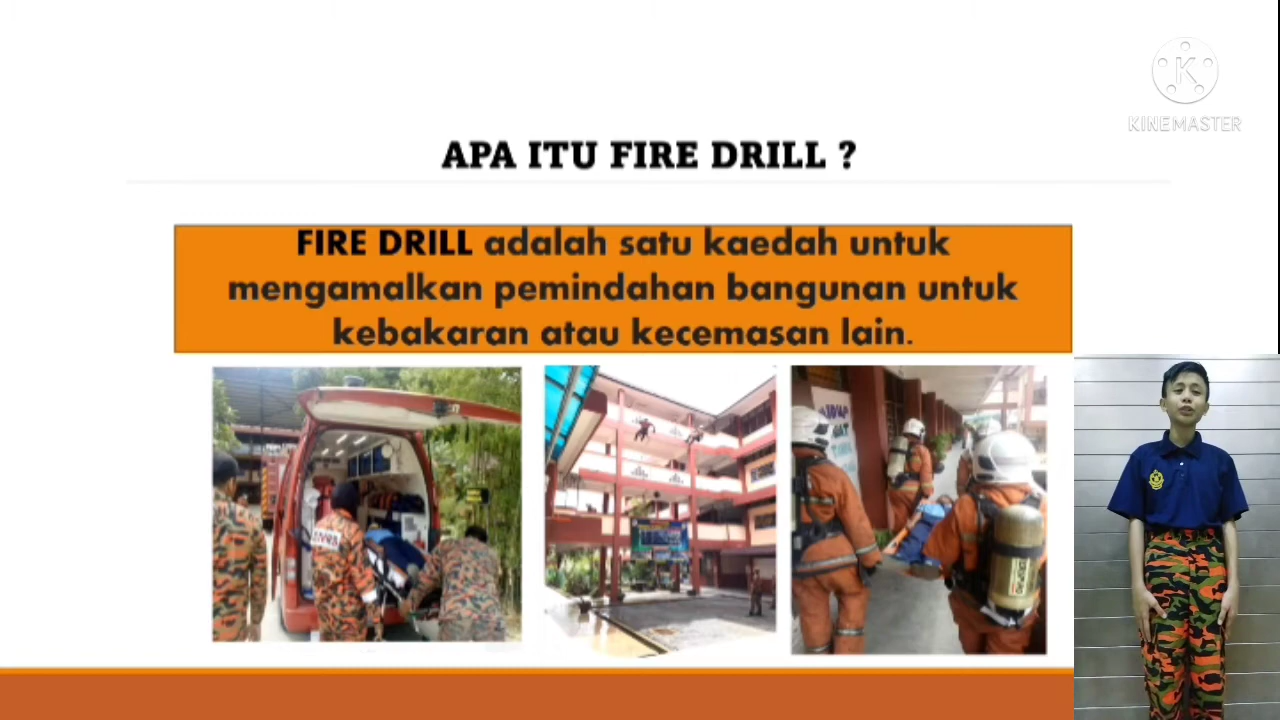 KINEMASTER
APA ITU FIRE DRILL ?
FIRE DRILL adalah satu kaedah untuk
mengamalkan pemindahan bangunan untuk
kebakaran atau kecemasan lain.